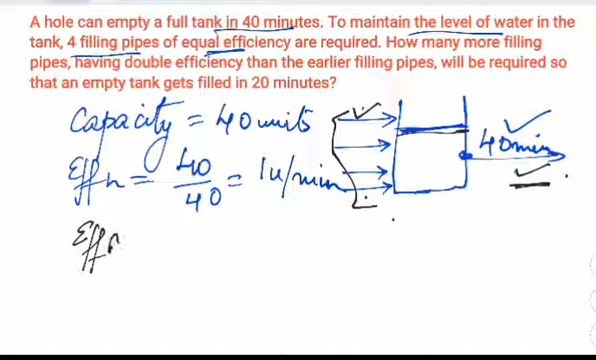 A hole can empty a full tank in 40 minutes. To maintain the level of water in the
tank, 4 filling pipes of equal efficiency are required. How many more filling
pipes, having double efficiency than the earlier filling pipes, will be required so
that an empty tank gets filled in 20 minutes?
Capacity = 40 units
Effh = 40/40 = 1u/min
40min
Eff